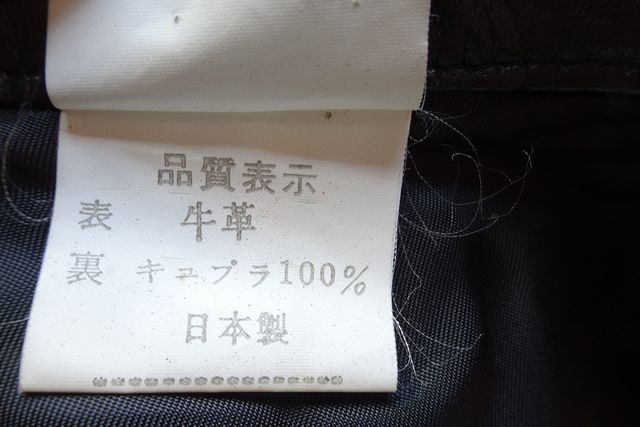 品質表示
表 牛革
裏 キュプラ100%
日本製